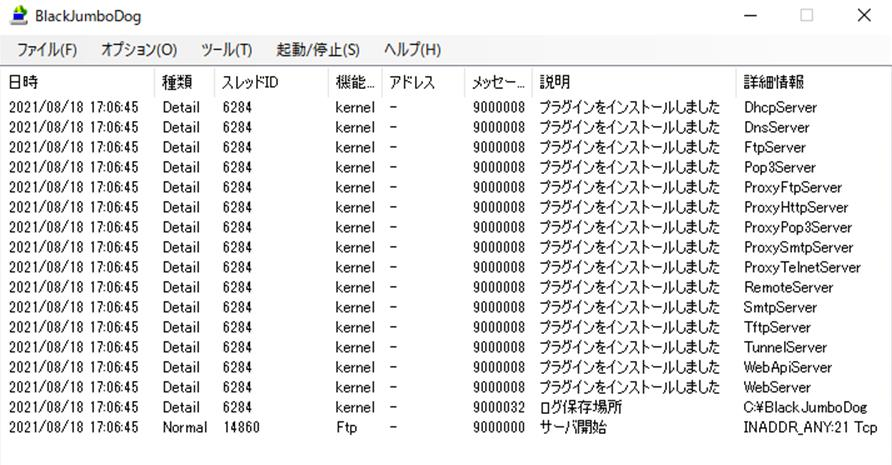 BlackJumboDog
ファイル(F) オプション(O) ツール(T) 起動/停止(S) ヘルプ(H)
日時 種類 スレッドID 機能... アドレス メッセー... 説明 詳細情報
2021/08/18 17:06:45 Detail 6284 kernel - 9000008 プラグインをインストールしました DhcpServer
2021/08/18 17:06:45 Detail 6284 kernel - 9000008 プラグインをインストールしました DnsServer
2021/08/18 17:06:45 Detail 6284 kernel - 9000008 プラグインをインストールしました FtpServer
2021/08/18 17:06:45 Detail 6284 kernel - 9000008 プラグインをインストールしました Pop3Server
2021/08/18 17:06:45 Detail 6284 kernel - 9000008 プラグインをインストールしました ProxyFtpServer
2021/08/18 17:06:45 Detail 6284 kernel - 9000008 プラグインをインストールしました ProxyHttpServer
2021/08/18 17:06:45 Detail 6284 kernel - 9000008 プラグインをインストールしました ProxyPop3Server
2021/08/18 17:06:45 Detail 6284 kernel - 9000008 プラグインをインストールしました ProxySmtpServer
2021/08/18 17:06:45 Detail 6284 kernel - 9000008 プラグインをインストールしました ProxyTelnetServer
2021/08/18 17:06:45 Detail 6284 kernel - 9000008 プラグインをインストールしました RemoteServer
2021/08/18 17:06:45 Detail 6284 kernel - 9000008 プラグインをインストールしました SmtpServer
2021/08/18 17:06:45 Detail 6284 kernel - 9000008 プラグインをインストールしました TftpServer
2021/08/18 17:06:45 Detail 6284 kernel - 9000008 プラグインをインストールしました TunnelServer
2021/08/18 17:06:45 Detail 6284 kernel - 9000008 プラグインをインストールしました WebApiServer
2021/08/18 17:06:45 Detail 6284 kernel - 9000008 プラグインをインストールしました WebServer
2021/08/18 17:06:45 Detail 6284 kernel - 9000032 ログ保存場所 C:¥BlackJumboDog
2021/08/18 17:06:45 Normal 14860 Ftp - 9000000 サーバ開始 INADDR_ANY:21 Tcp